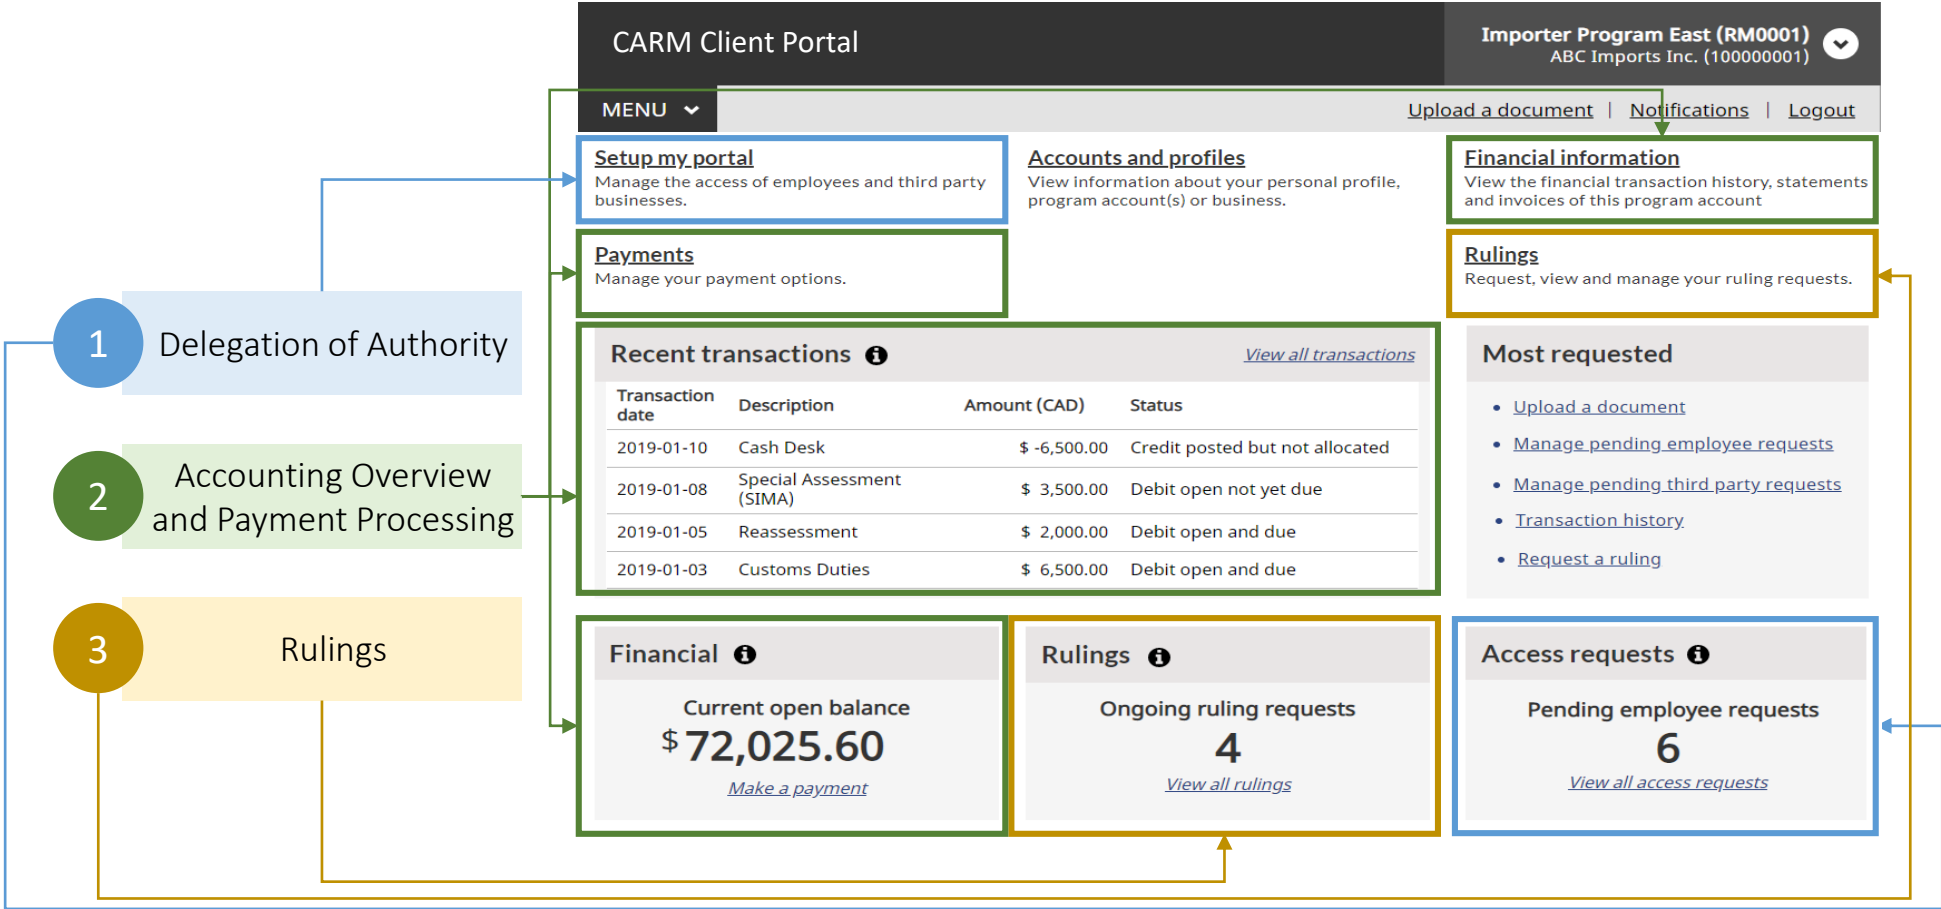 CARM Client Portal
Importer Program East (RM0001)
ABC Imports Inc. (100000001)
MENU
Upload a document | Notifications | Logout
Setup my portal
Manage the access of employees and third party
businesses.
Accounts and profiles
View information about your personal profile,
program account(s) or business.
Financial information
View the financial transaction history, statements
and invoices of this program account
Payments
Manage your payment options.
Rulings
Request, view and manage your ruling requests.
1 Delegation of Authority
2 Accounting Overview
and Payment Processing
3 Rulings
Recent transactions
View all transactions
Transaction
date
Description
Amount (CAD)
Status
2019-01-10 Cash Desk $ -6,500.00 Credit posted but not allocated
2019-01-08 Special Assessment
(SIMA) $ 3,500.00 Debit open not yet due
2019-01-05 Reassessment $ 2,000.00 Debit open and due
2019-01-03 Customs Duties $ 6,500.00 Debit open and due
Most requested
• Upload a document
• Manage pending employee requests
• Manage pending third party requests
• Transaction history
• Request a ruling
Financial
Current open balance
$ 72,025.60
Make a payment
Rulings
Ongoing ruling requests
4
View all rulings
Access requests
Pending employee requests
6
View all access requests